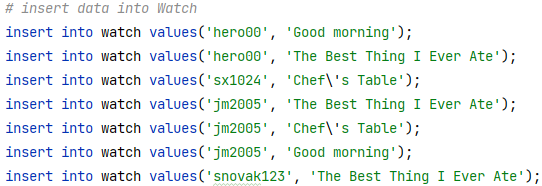 # insert data into Watch
insert into watch values('hero00', 'Good morning');
insert into watch values('hero00', 'The Best Thing I Ever Ate');
insert into watch values('sx1024', 'Chef\'s Table');
insert into watch values('jm2005', 'The Best Thing I Ever Ate');
insert into watch values('jm2005', 'Chef\'s Table');
insert into watch values('jm2005', 'Good morning');
insert into watch values('snovak123', 'The Best Thing I Ever Ate');